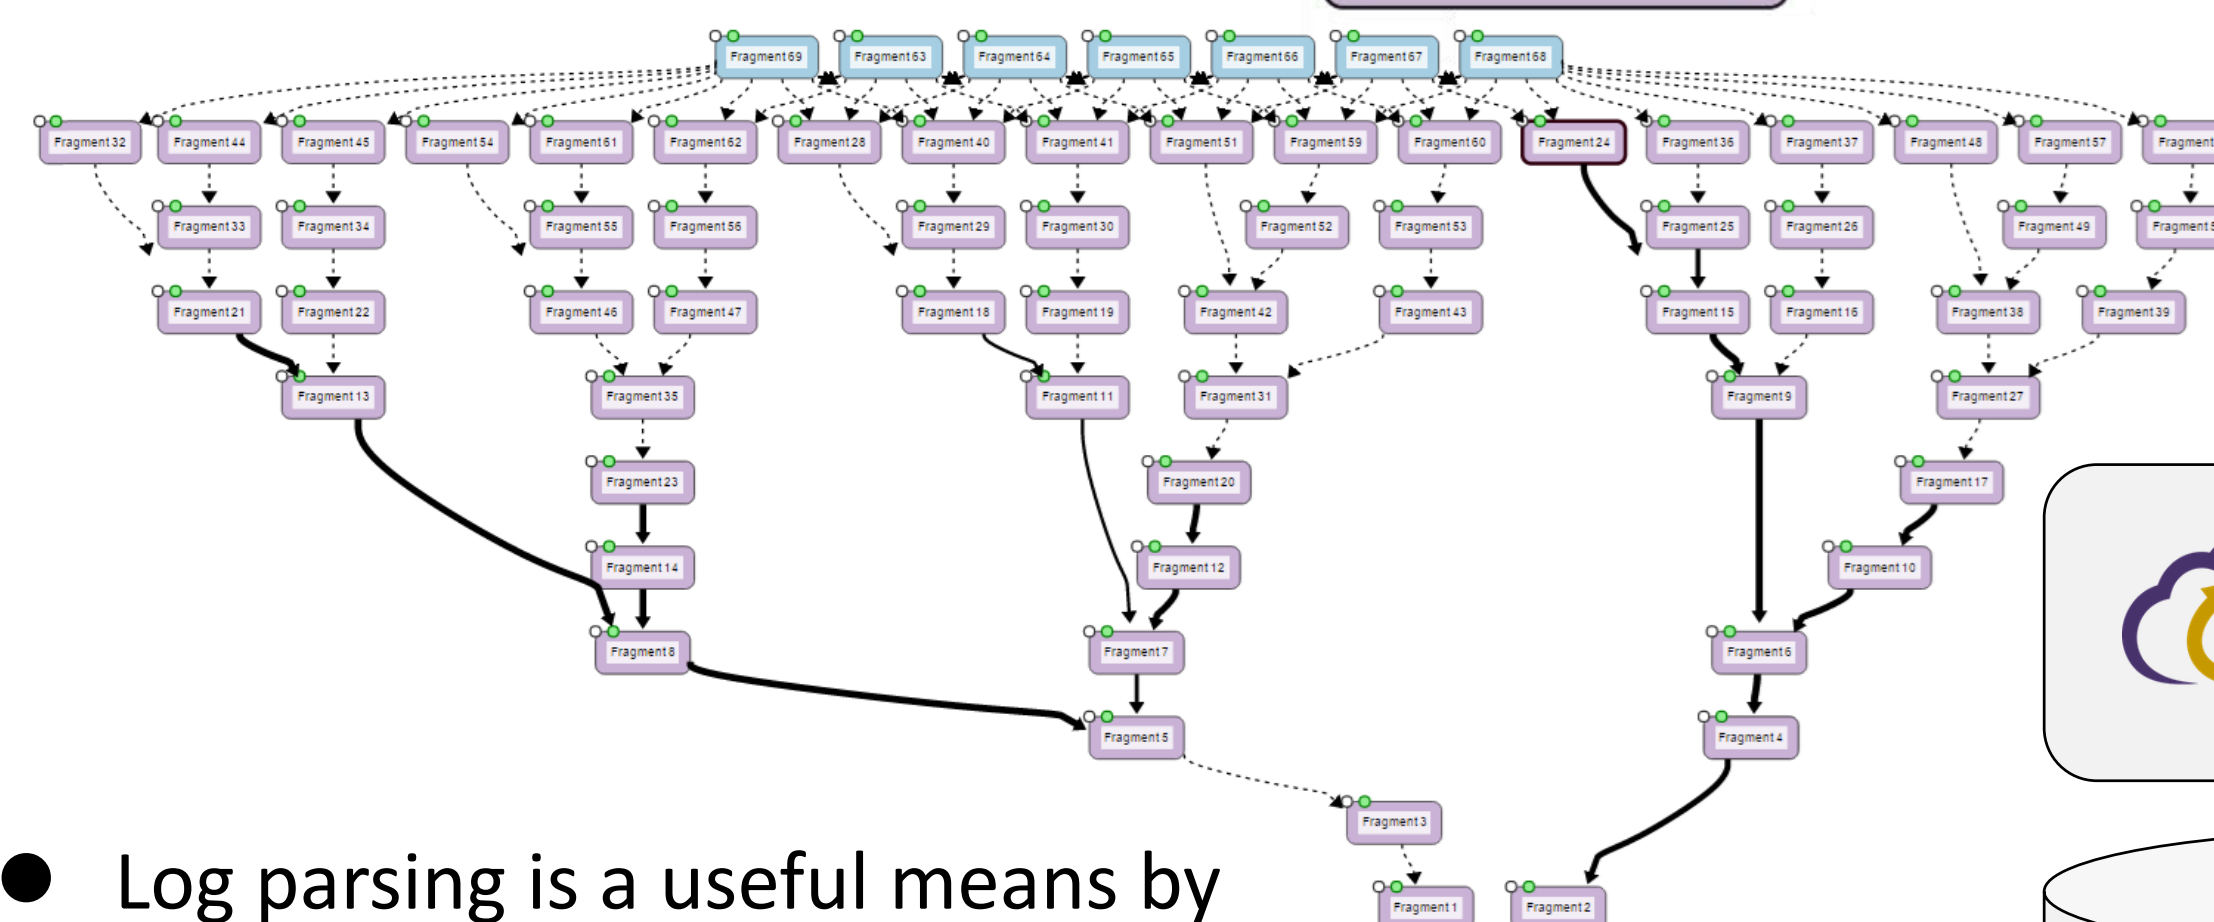 Fragment69 Fragment63 Fragment64 Fragment65 Fragment66 Fragment67 Fragment68
Fragment32 Fragment44 Fragment45 Fragment54 Fragment61 Fragment62 Fragment28 Fragment40 Fragment41 Fragment51 Fragment59 Fragment60 Fragment24 Fragment36 Fragment37 Fragment48 Fragment57 Fragment
Fragment33 Fragment34 Fragment55 Fragment56 Fragment29 Fragment30 Fragment52 Fragment53 Fragment25 Fragment26 Fragment49
Fragment21 Fragment22 Fragment46 Fragment47 Fragment18 Fragment19 Fragment42 Fragment43 Fragment15 Fragment16 Fragment38 Fragment39
Fragment13 Fragment35 Fragment11 Fragment31 Fragment9 Fragment27
Fragment23 Fragment20 Fragment17
Fragment14 Fragment12 Fragment10
Fragment8 Fragment7 Fragment6
Fragment5 Fragment4
Fragment3
● Log parsing is a useful means by
Fragment1 Fragment2